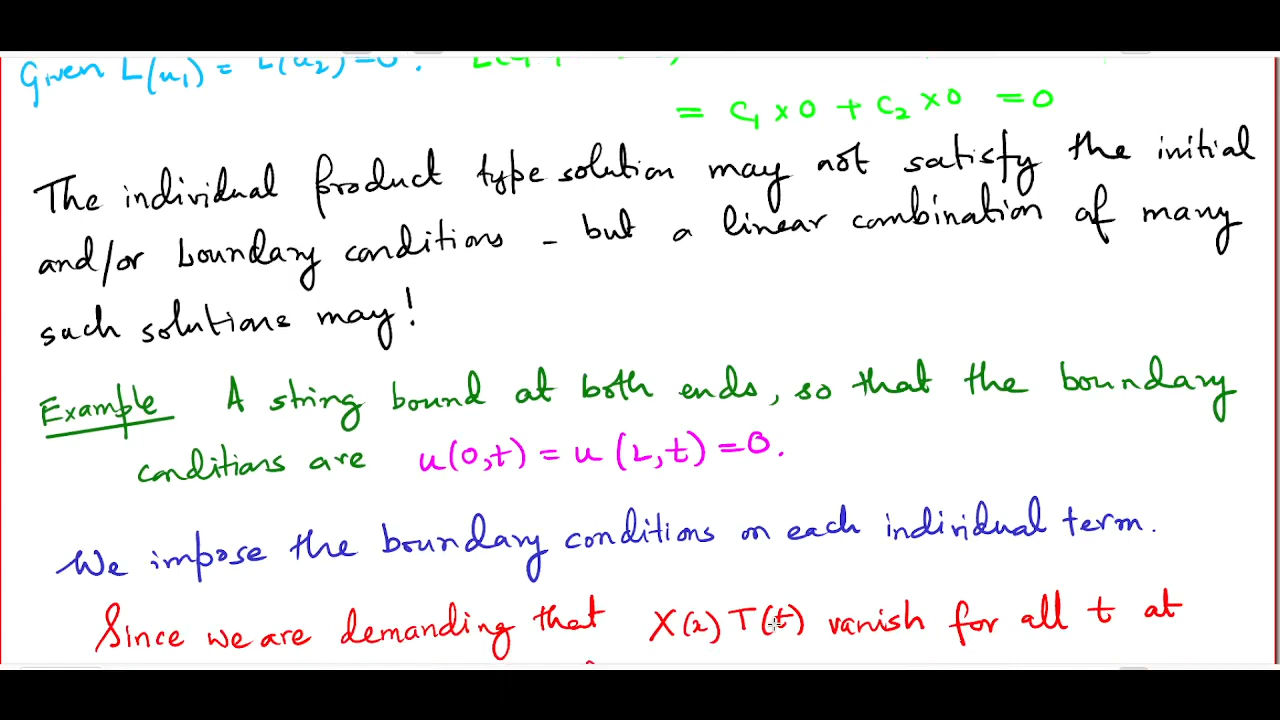 Given L(u₁) = L(u₂) = 0.
= C₁ × 0 + C₂ × 0 = 0
The individual product type solution may not satisfy the initial
and/or boundary conditions - but a linear combination of many
such solutions may!
Example A string bound at both ends, so that the boundary
conditions are u(0,t) = u(L,t) = 0.
We impose the boundary conditions on each individual term.
Since we are demanding that X(x) T(t) vanish for all t at